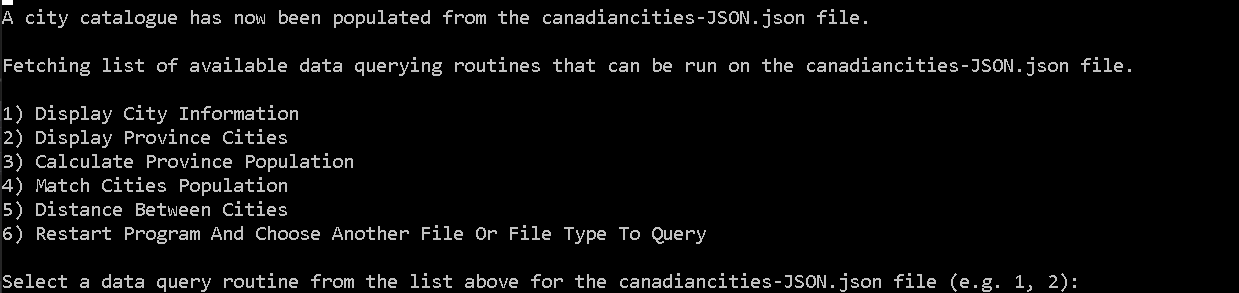 A city catalogue has now been populated from the canadiancities-JSON.json file.
Fetching list of available data querying routines that can be run on the canadiancities-JSON.json file.
1) Display City Information
2) Display Province Cities
3) Calculate Province Population
4) Match Cities Population
5) Distance Between Cities
6) Restart Program And Choose Another File Or File Type To Query
Select a data query routine from the list above for the canadiancities-JSON.json file (e.g. 1, 2):